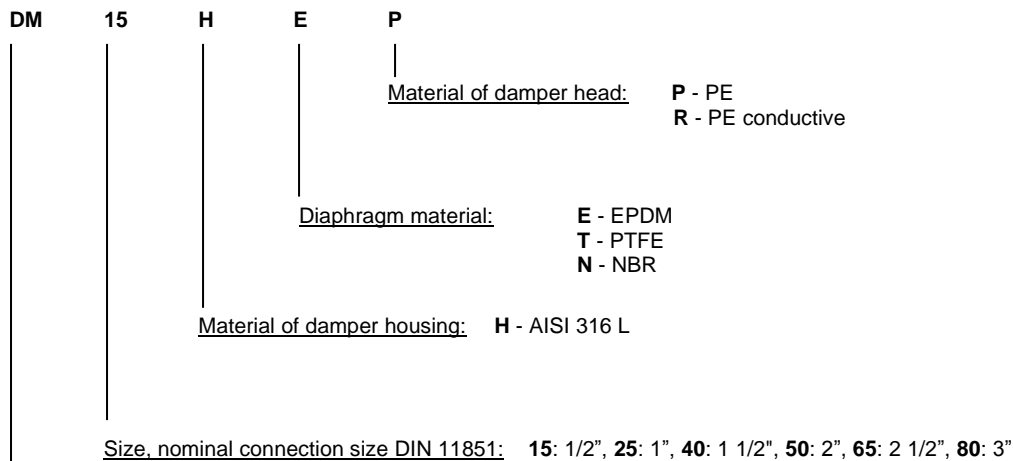 DM 15 H E P
Material of damper head: P - PE
R - PE conductive
Diaphragm material: E - EPDM
T - PTFE
N - NBR
Material of damper housing: H - AISI 316 L
Size, nominal connection size DIN 11851: 15: 1/2”, 25: 1”, 40: 1 1/2", 50: 2”, 65: 2 1/2”, 80: 3”